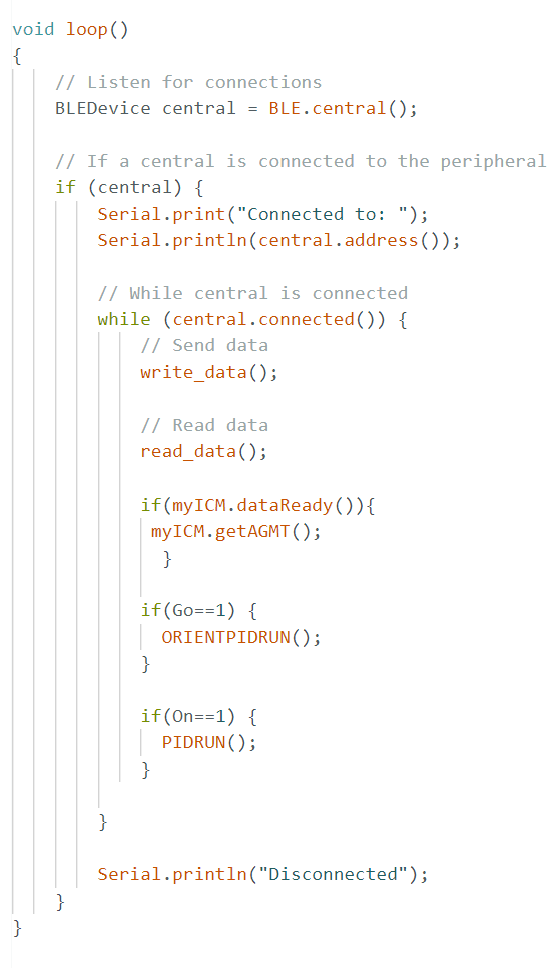 void loop()
{
    // Listen for connections
    BLEDevice central = BLE.central();

    // If a central is connected to the peripheral
    if (central) {
        Serial.print("Connected to: ");
        Serial.println(central.address());

        // While central is connected
        while (central.connected()) {
            // Send data
            write_data();

            // Read data
            read_data();

            if(myICM.dataReady()){
             myICM.getAGMT();
              }

            if(Go==1) {
              ORIENTPIDRUN();
            }

            if(On==1) {
              PIDRUN();
            }

        }

        Serial.println("Disconnected");
    }
}